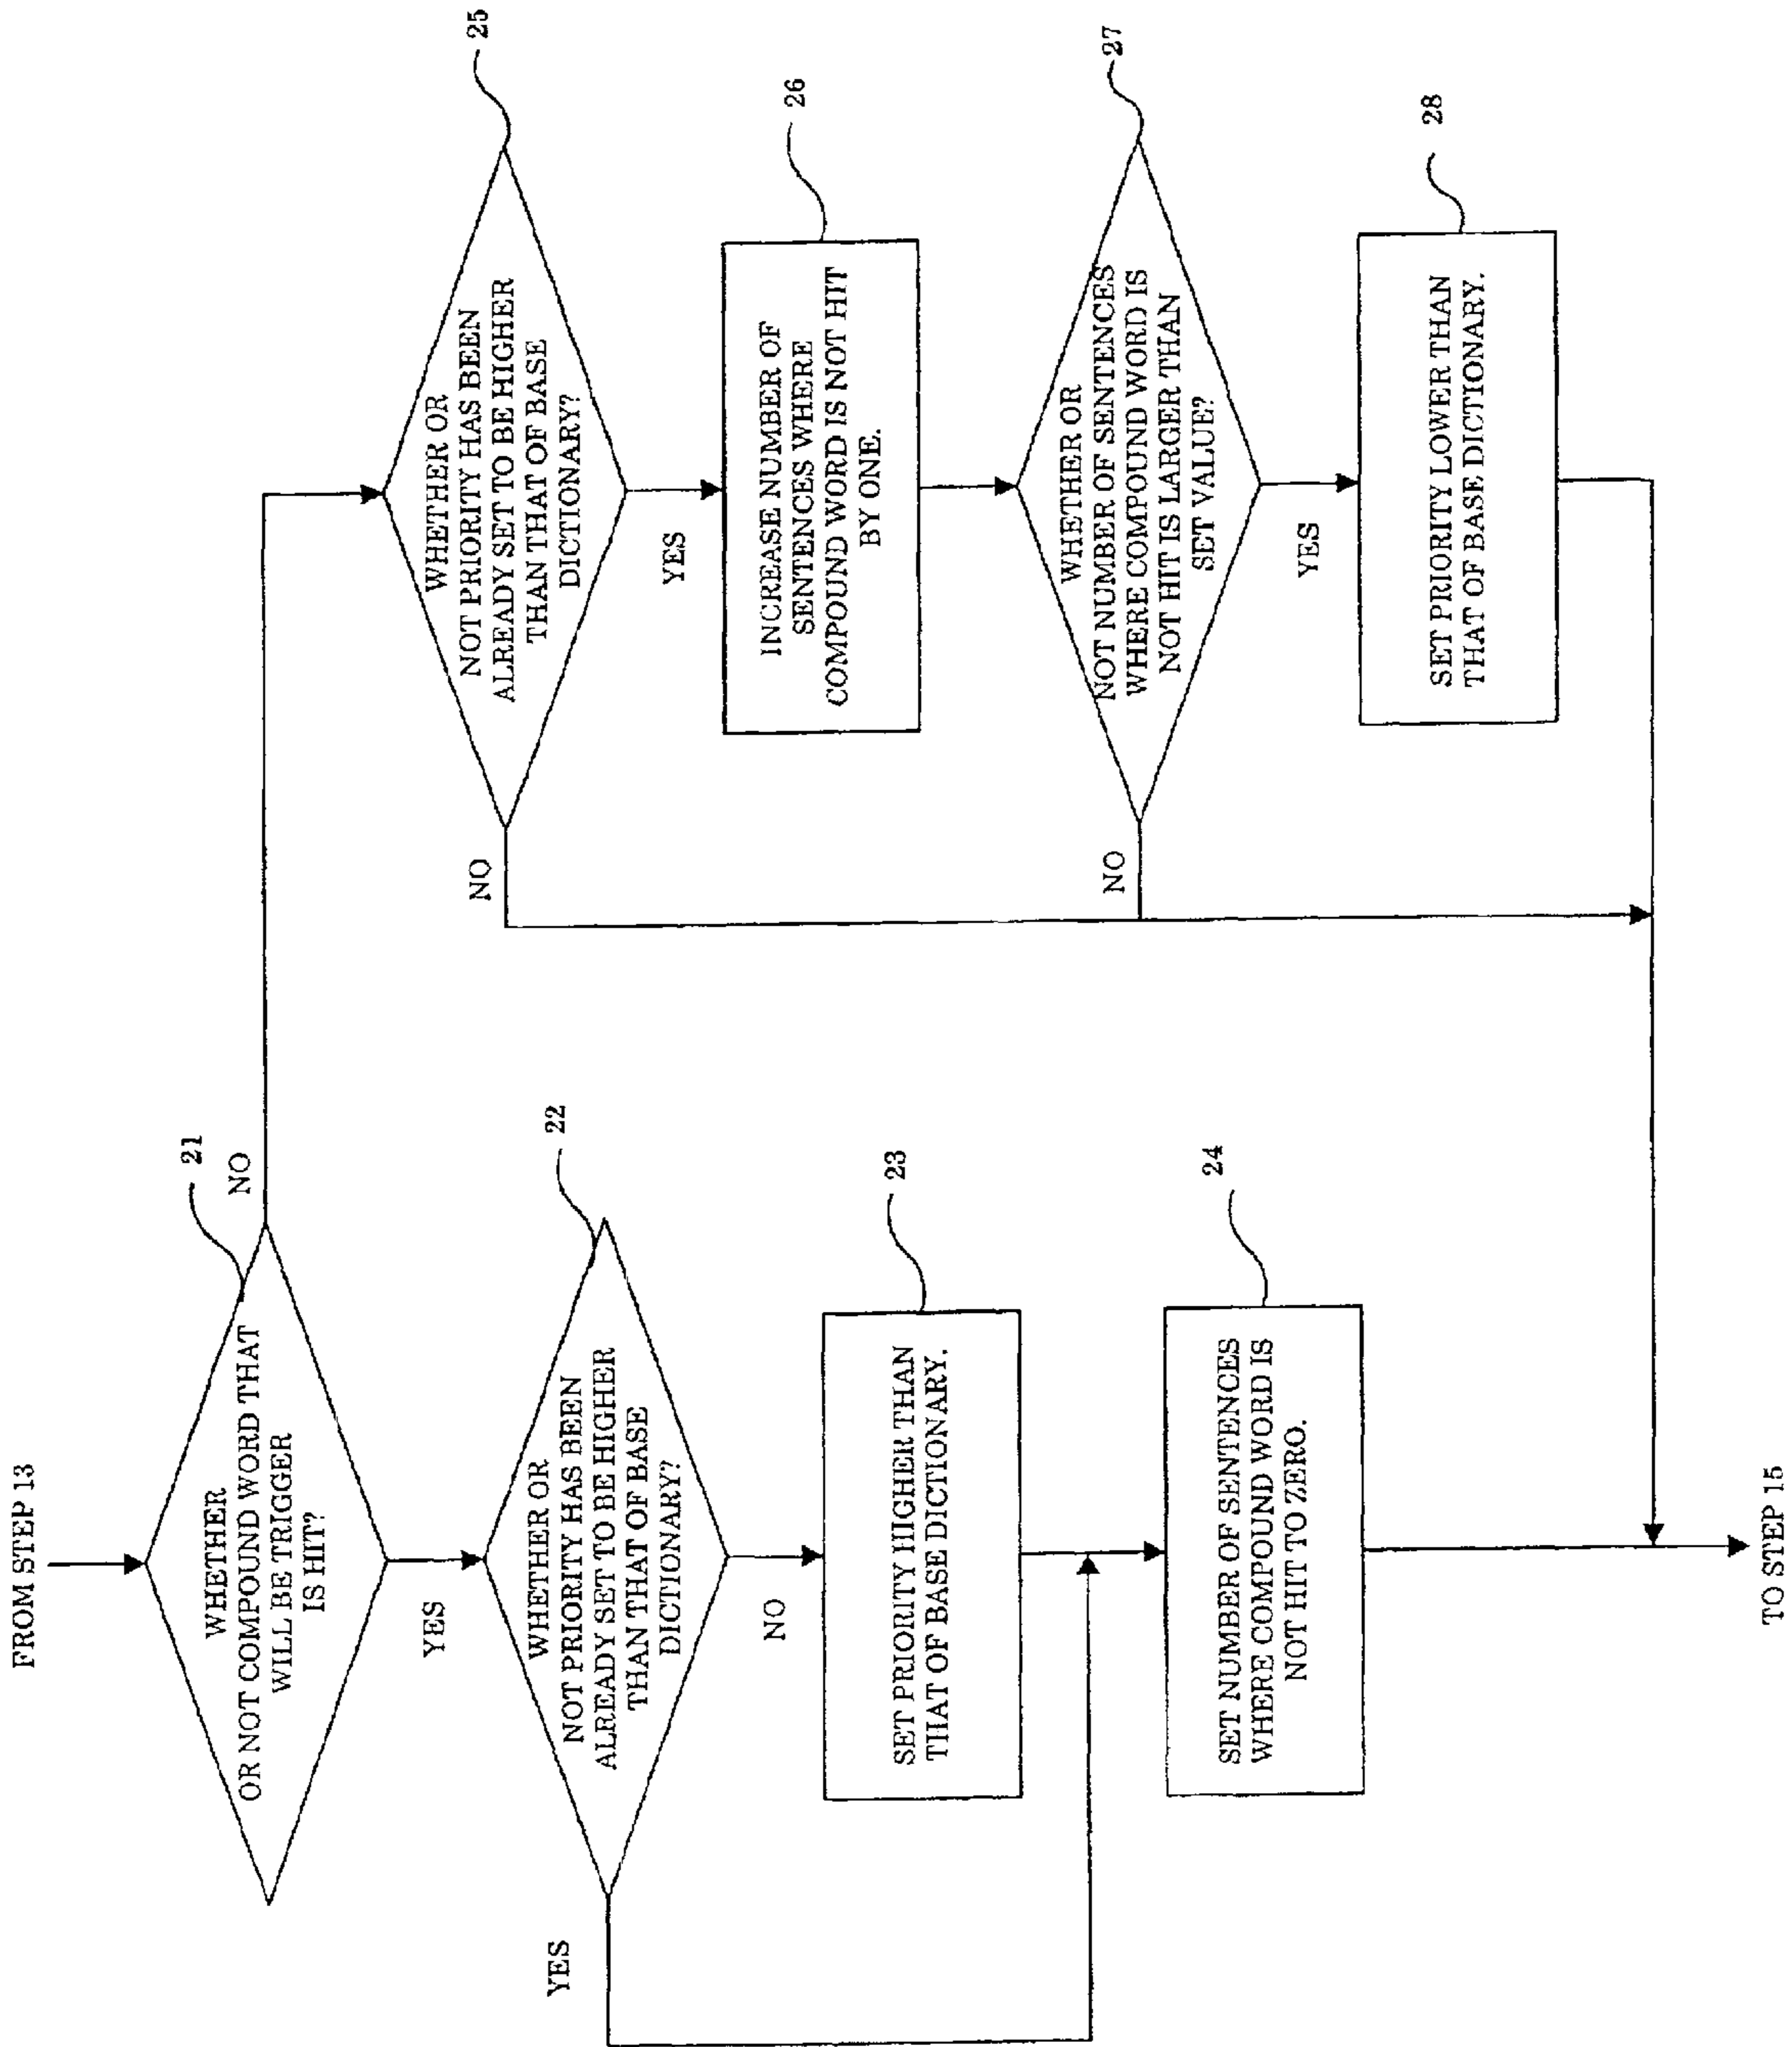 FROM STEP 13
21
WHETHER
OR NOT COMPOUND WORD THAT
WILL BE TRIGGER
IS HIT?
NO
YES
22
WHETHER OR
NOT PRIORITY HAS BEEN
ALREADY SET TO BE HIGHER
THAN THAT OF BASE
DICTIONARY?
YES
NO
23
SET PRIORITY HIGHER THAN
THAT OF BASE DICTIONARY.
24
SET NUMBER OF SENTENCES
WHERE COMPOUND WORD IS
NOT HIT TO ZERO.
25
WHETHER OR
NOT PRIORITY HAS BEEN
ALREADY SET TO BE HIGHER
THAN THAT OF BASE
DICTIONARY?
NO
YES
26
INCREASE NUMBER OF
SENTENCES WHERE
COMPOUND WORD IS NOT HIT
BY ONE.
27
WHETHER OR
NOT NUMBER OF SENTENCES
WHERE COMPOUND WORD IS
NOT HIT IS LARGER THAN
SET VALUE?
NO
YES
28
SET PRIORITY LOWER THAN
THAT OF BASE DICTIONARY.
TO STEP 15